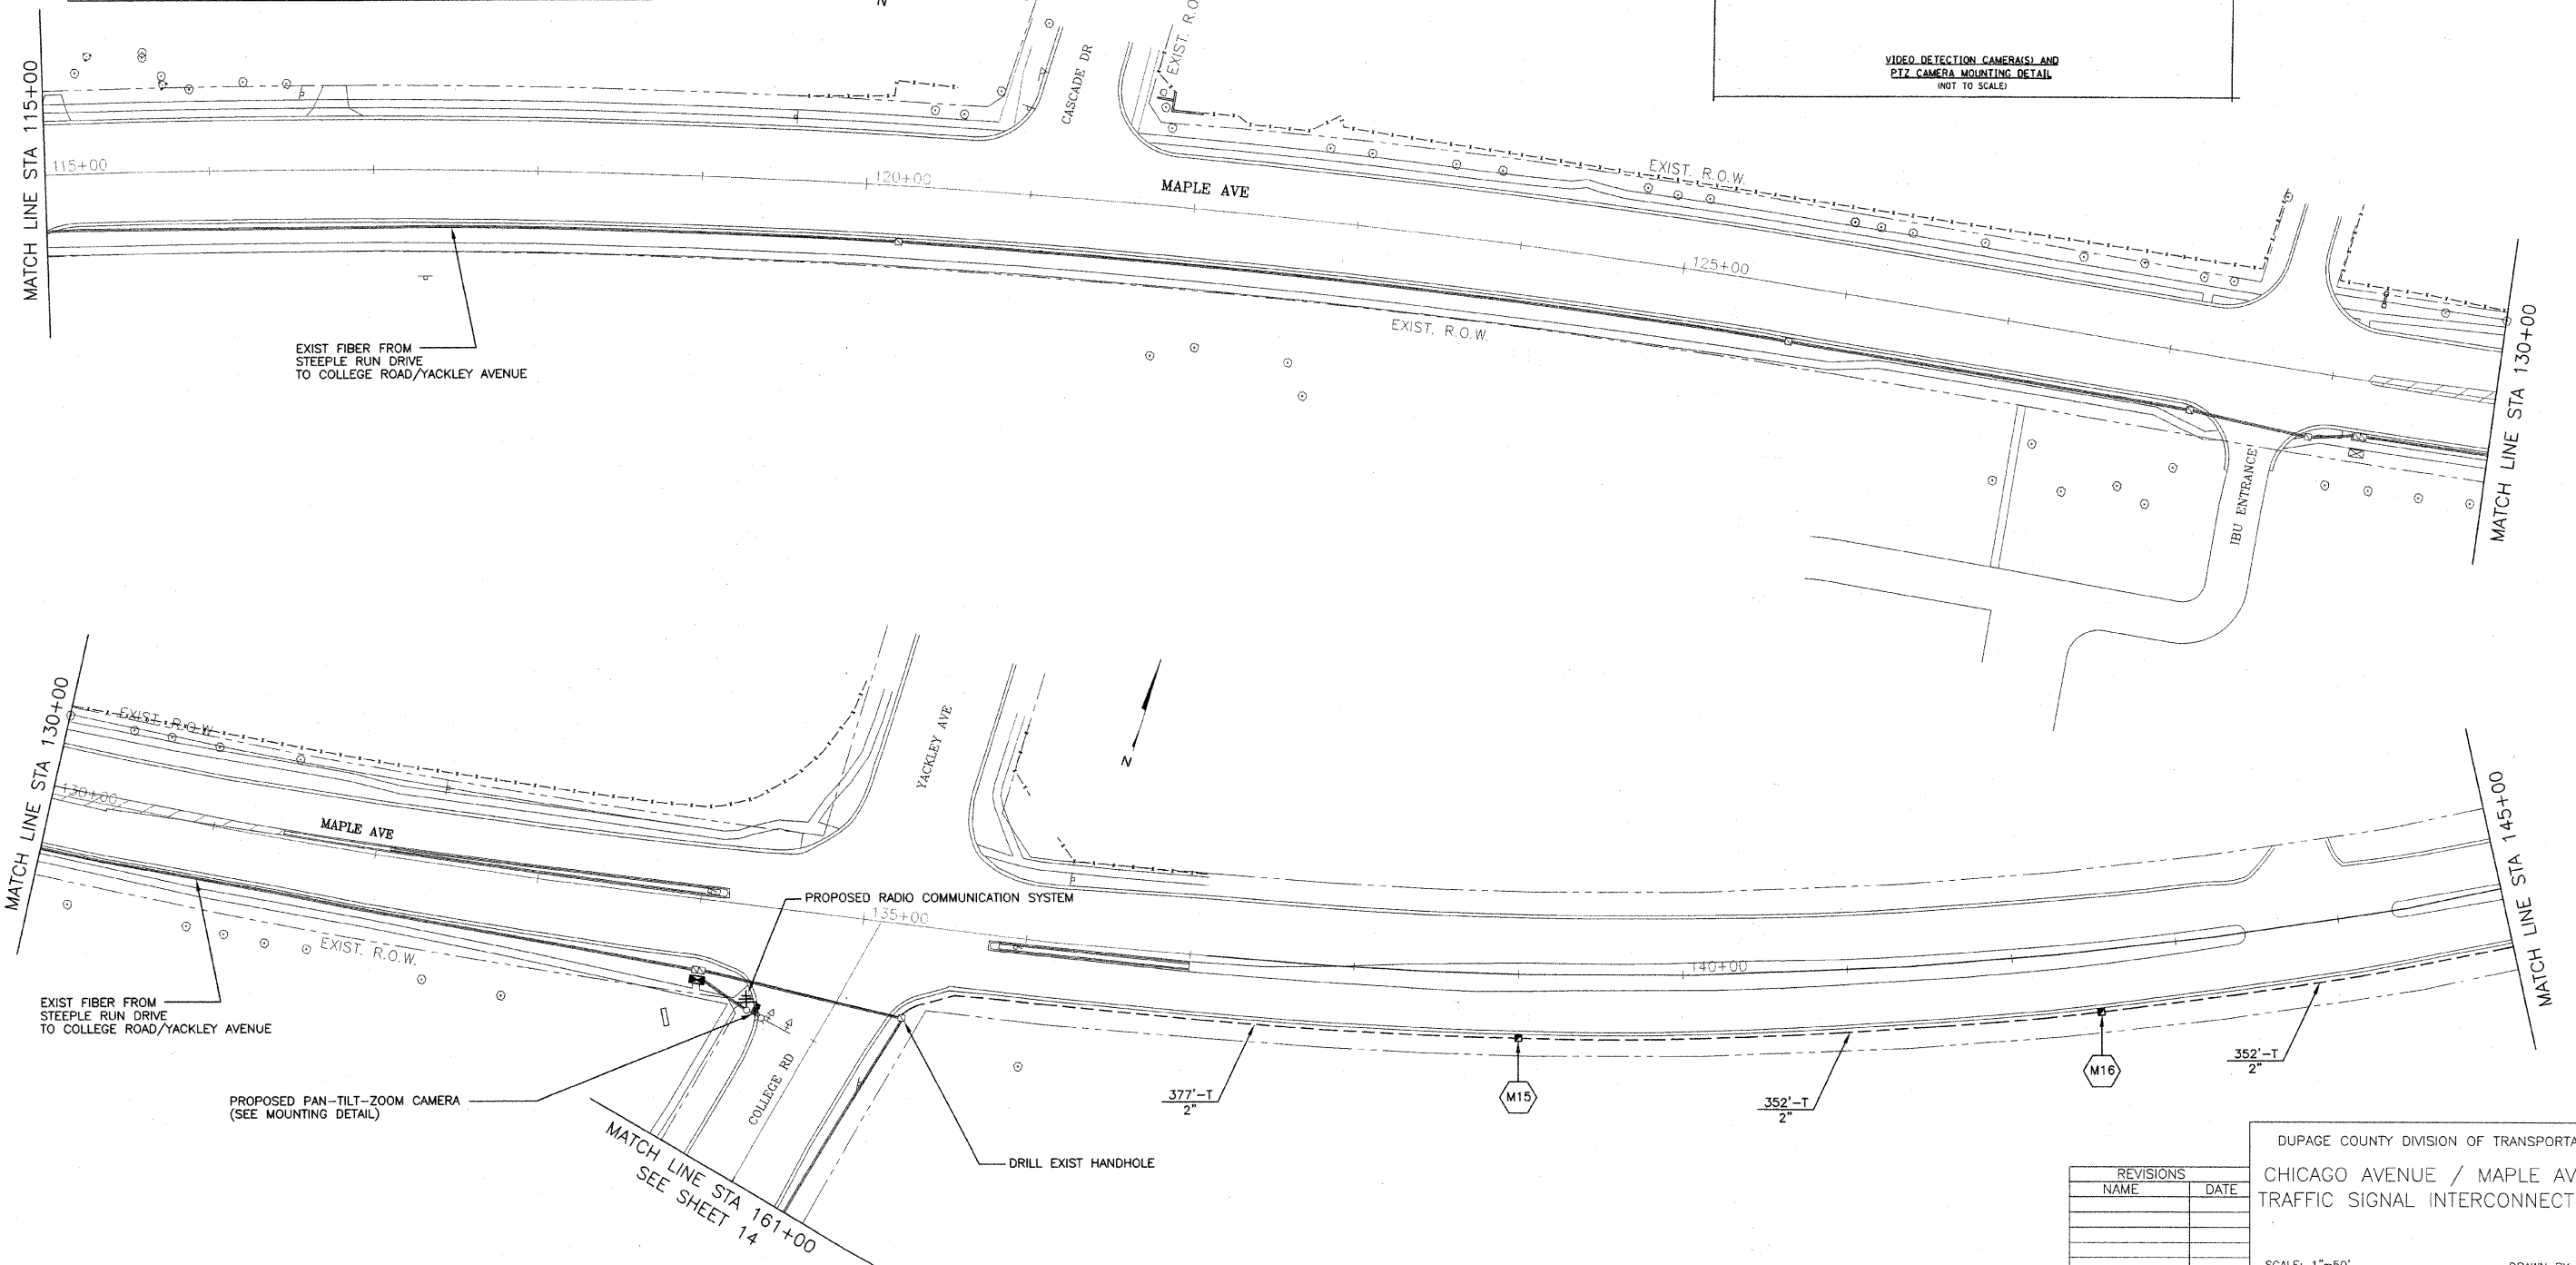 N
CASCADE DR
EXIST. R.O
VIDEO DETECTION CAMERA(S) AND
PTZ CAMERA MOUNTING DETAIL
(NOT TO SCALE)
MATCH LINE STA 115+00
115+00
120+00
MAPLE AVE
EXIST. R.O.W.
125+00
EXIST. R.O.W.
MATCH LINE STA 130+00
EXIST FIBER FROM
STEEPLE RUN DRIVE
TO COLLEGE ROAD/YACKLEY AVENUE
IBU ENTRANCE
MATCH LINE STA 130+00
EXIST. R.O.W.
130+00
MAPLE AVE
YACKLEY AVE
N
MATCH LINE STA 145+00
PROPOSED RADIO COMMUNICATION SYSTEM
135+00
140+00
EXIST. R.O.W.
EXIST FIBER FROM
STEEPLE RUN DRIVE
TO COLLEGE ROAD/YACKLEY AVENUE
PROPOSED PAN-TILT-ZOOM CAMERA
(SEE MOUNTING DETAIL)
COLLEGE RD
377'-T
2"
M15
352'-T
2"
M16
352'-T
2"
MATCH LINE STA 161+00
SEE SHEET 14
DRILL EXIST HANDHOLE
DUPAGE COUNTY DIVISION OF TRANSPORTA
REVISIONS
NAME DATE
CHICAGO AVENUE / MAPLE AV
TRAFFIC SIGNAL INTERCONNECT
SCALE: 1"=50'
DRAWN BY